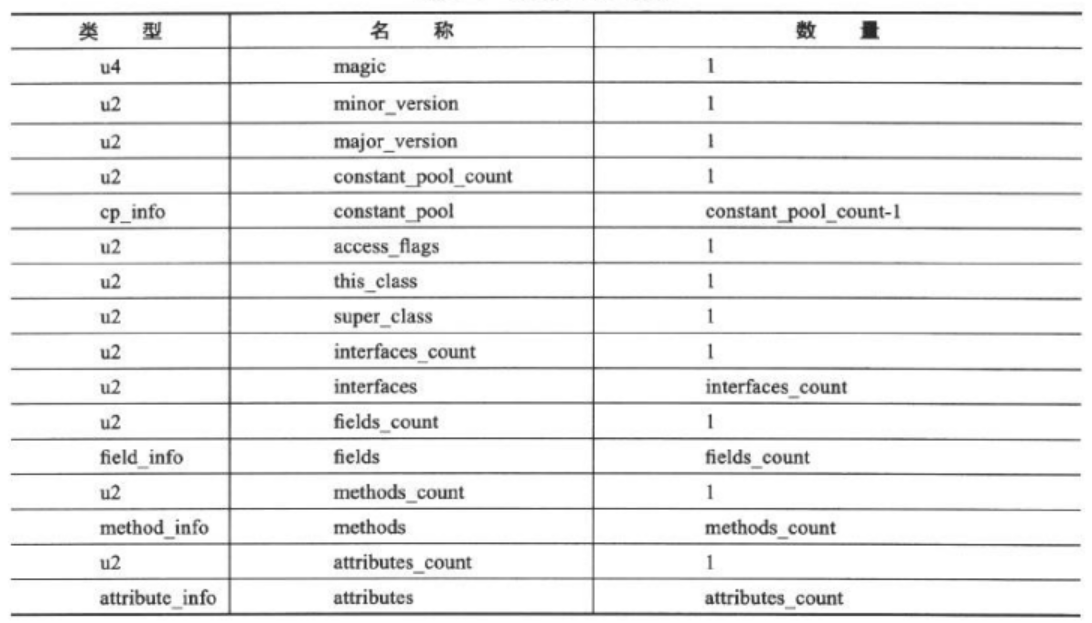 类 型 名 称 数 量
u4 magic 1
u2 minor_version 1
u2 major_version 1
u2 constant_pool_count 1
cp_info constant_pool constant_pool_count-1
u2 access_flags 1
u2 this_class 1
u2 super_class 1
u2 interfaces_count 1
u2 interfaces interfaces_count
u2 fields_count 1
field_info fields fields_count
u2 methods_count 1
method_info methods methods_count
u2 attributes_count 1
attribute_info attributes attributes_count